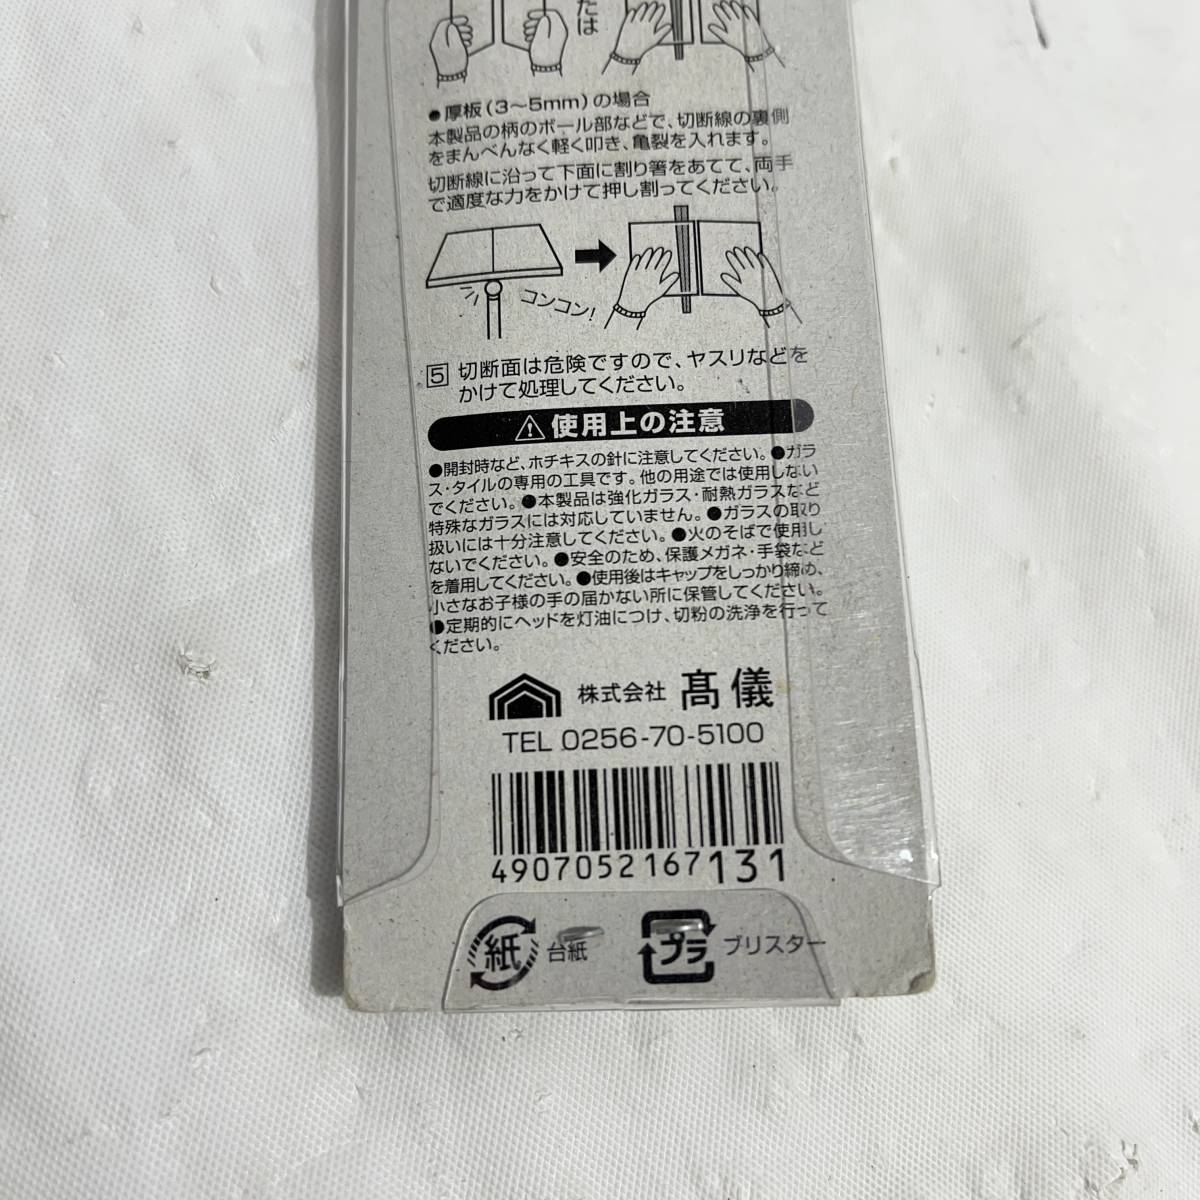 たは
●厚板(3～5mm)の場合
本製品の柄のボール部などで、切断線の裏側
をまんべんなく軽く叩き、亀裂を入れます。
切断線に沿って下面に割り箸をあてて、両手
で適度な力をかけて押し割ってください。
コンコン!
5 切断面は危険ですので、ヤスリなどを
かけて処理してください。
使用上の注意
●開封時など、ホチキスの針に注意してください。●ガラ
ス・タイルの専用の工具です。他の用途では使用しない
でください。●本製品は強化ガラス・耐熱ガラスなど
特殊なガラスには対応していません。●ガラスの取り
扱いには十分注意してください。●火のそばで使用し
ないでください。●安全のため、保護メガネ・手袋など
を着用してください。●使用後はキャップをしっかり締め、
小さなお子様の手の届かない所に保管してください。
●定期的にヘッドを灯油につけ、切粉の洗浄を行って
ください。
株式会社 髙儀
TEL 0256-70-5100
4907052167131
紙 台紙 プラ ブリスター